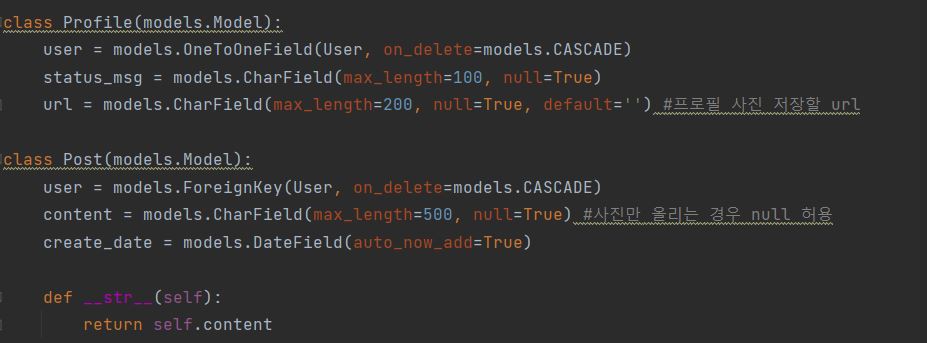 class Profile(models.Model):
    user = models.OneToOneField(User, on_delete=models.CASCADE)
    status_msg = models.CharField(max_length=100, null=True)
    url = models.CharField(max_length=200, null=True, default='') #프로필 사진 저장할 url
class Post(models.Model):
    user = models.ForeignKey(User, on_delete=models.CASCADE)
    content = models.CharField(max_length=500, null=True) #사진만 올리는 경우 null 허용
    create_date = models.DateField(auto_now_add=True)
    def __str__(self):
        return self.content